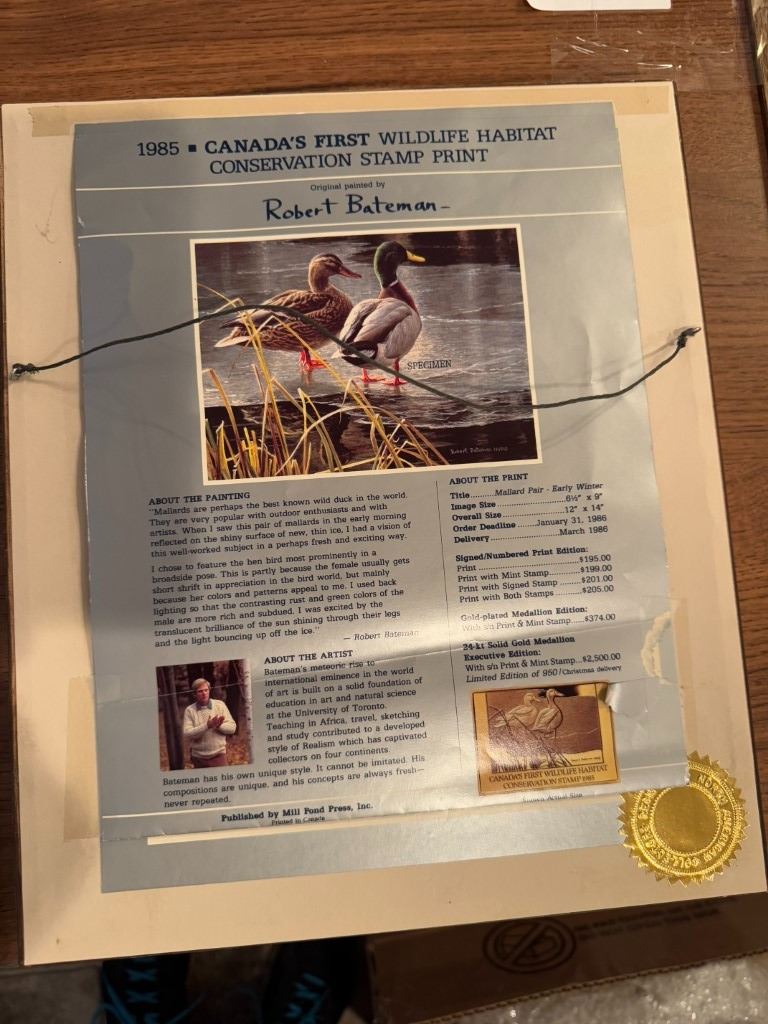 1985 ■ CANADA'S FIRST WILDLIFE HABITAT
CONSERVATION STAMP PRINT
Original painted by
Robert Bateman
SPECIMEN
ABOUT THE PAINTING
"Mallards are perhaps the best known wild duck in the world.
They are very popular with outdoor enthusiasts and with
artists. When I saw this pair of mallards in the early morning
reflected on the shiny surface of new, thin ice, I had a vision of
this well-worked subject in a perhaps fresh and exciting way.
I chose to feature the hen bird most prominently in a
broadside pose. This is partly because the female usually gets
short shrift in appreciation in the bird world, but mainly
because her colors and patterns appeal to me. I used back
lighting so that the contrasting rust and green colors of the
male are more rich and subdued. I was excited by the
translucent brilliance of the sun shining through their legs
and the light bouncing up off the ice."
— Robert Bateman
ABOUT THE ARTIST
Bateman's meteoric rise to
international eminence in the world
of art is built on a solid foundation of
education in art and natural science
at the University of Toronto.
Teaching in Africa, travel, sketching
and study contributed to a developed
style of Realism which has captivated
collectors on four continents.
Bateman has his own unique style. It cannot be imitated. His
compositions are unique, and his concepts are always fresh—
never repeated.
ABOUT THE PRINT
Title.........Mallard Pair - Early Winter
Image Size........................6½" x 9"
Overall Size......................12" x 14"
Order Deadline......January 31, 1986
Delivery.........................March 1986
Signed/Numbered Print Edition:
Print................................$195.00
Print with Mint Stamp.........$199.00
Print with Signed Stamp......$201.00
Print with Both Stamps.......$205.00
Gold-plated Medallion Edition:
With s/n Print & Mint Stamp...$374.00
24-kt Solid Gold Medallion
Executive Edition:
With s/n Print & Mint Stamp...$2,500.00
Limited Edition of 950/Christmas delivery
CANADA'S FIRST WILDLIFE HABITAT
CONSERVATION STAMP 1985
Shown Actual Size
Published by Mill Pond Press, Inc.
Printed in Canada